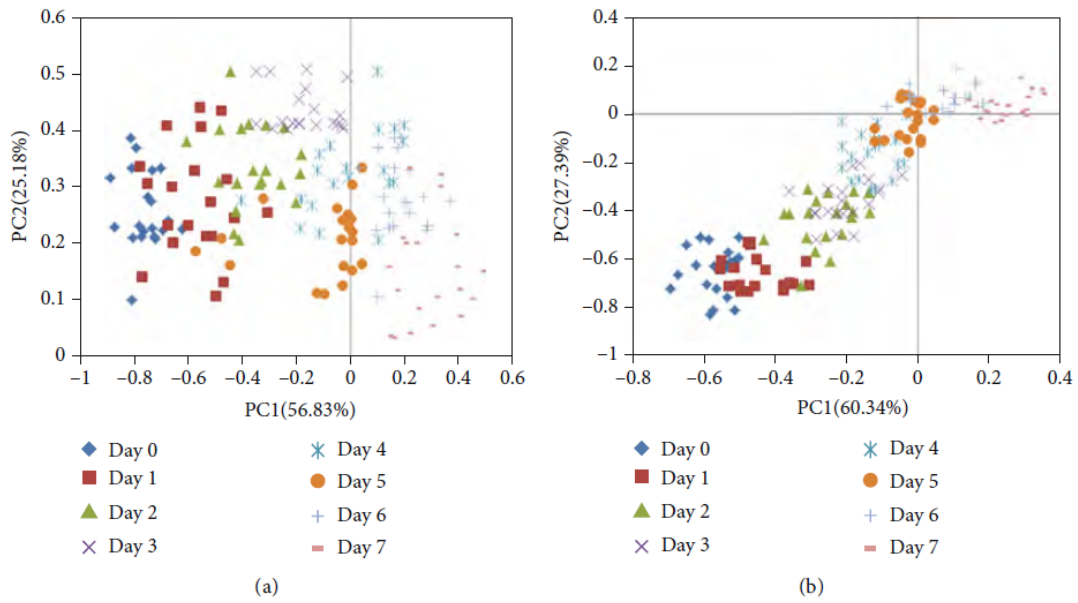 (a)
0.6
0.5
0.4
0.3
0.2
0.1
0
PC2(25.18%)
−1 −0.8 −0.6 −0.4 −0.2 0 0.2 0.4 0.6
PC1(56.83%)
Day 0 Day 4
Day 1 Day 5
Day 2 Day 6
Day 3 Day 7
(a)
(b)
0.4
0.2
0
−0.2
−0.4
−0.6
−0.8
−1
PC2(27.39%)
−0.8 −0.6 −0.4 −0.2 0 0.2 0.4
PC1(60.34%)
Day 0 Day 4
Day 1 Day 5
Day 2 Day 6
Day 3 Day 7
(b)